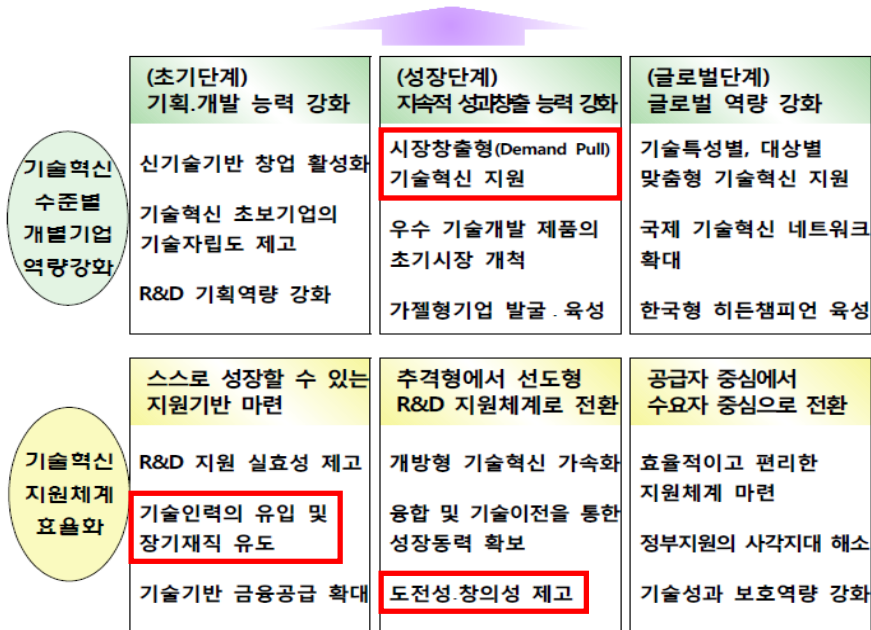 기술혁신
수준별
개별기업
역량강화
(초기단계)
기획.개발 능력 강화
신기술기반 창업 활성화
기술혁신 초보기업의
기술자립도 제고
R&D 기획역량 강화
(성장단계)
지속적 성과창출 능력 강화
시장창출형(Demand Pull)
기술혁신 지원
우수 기술개발 제품의
초기시장 개척
가젤형기업 발굴 . 육성
(글로벌단계)
글로벌 역량 강화
기술특성별, 대상별
맞춤형 기술혁신 지원
국제 기술혁신 네트워크
확대
한국형 히든챔피언 육성
기술혁신
지원체계
효율화
스스로 성장할 수 있는
지원기반 마련
R&D 지원 실효성 제고
기술인력의 유입 및
장기재직 유도
기술기반 금융공급 확대
추격형에서 선도형
R&D 지원체계로 전환
개방형 기술혁신 가속화
융합 및 기술이전을 통한
성장동력 확보
도전성.창의성 제고
공급자 중심에서
수요자 중심으로 전환
효율적이고 편리한
지원체계 마련
정부지원의 사각지대 해소
기술성과 보호역량 강화